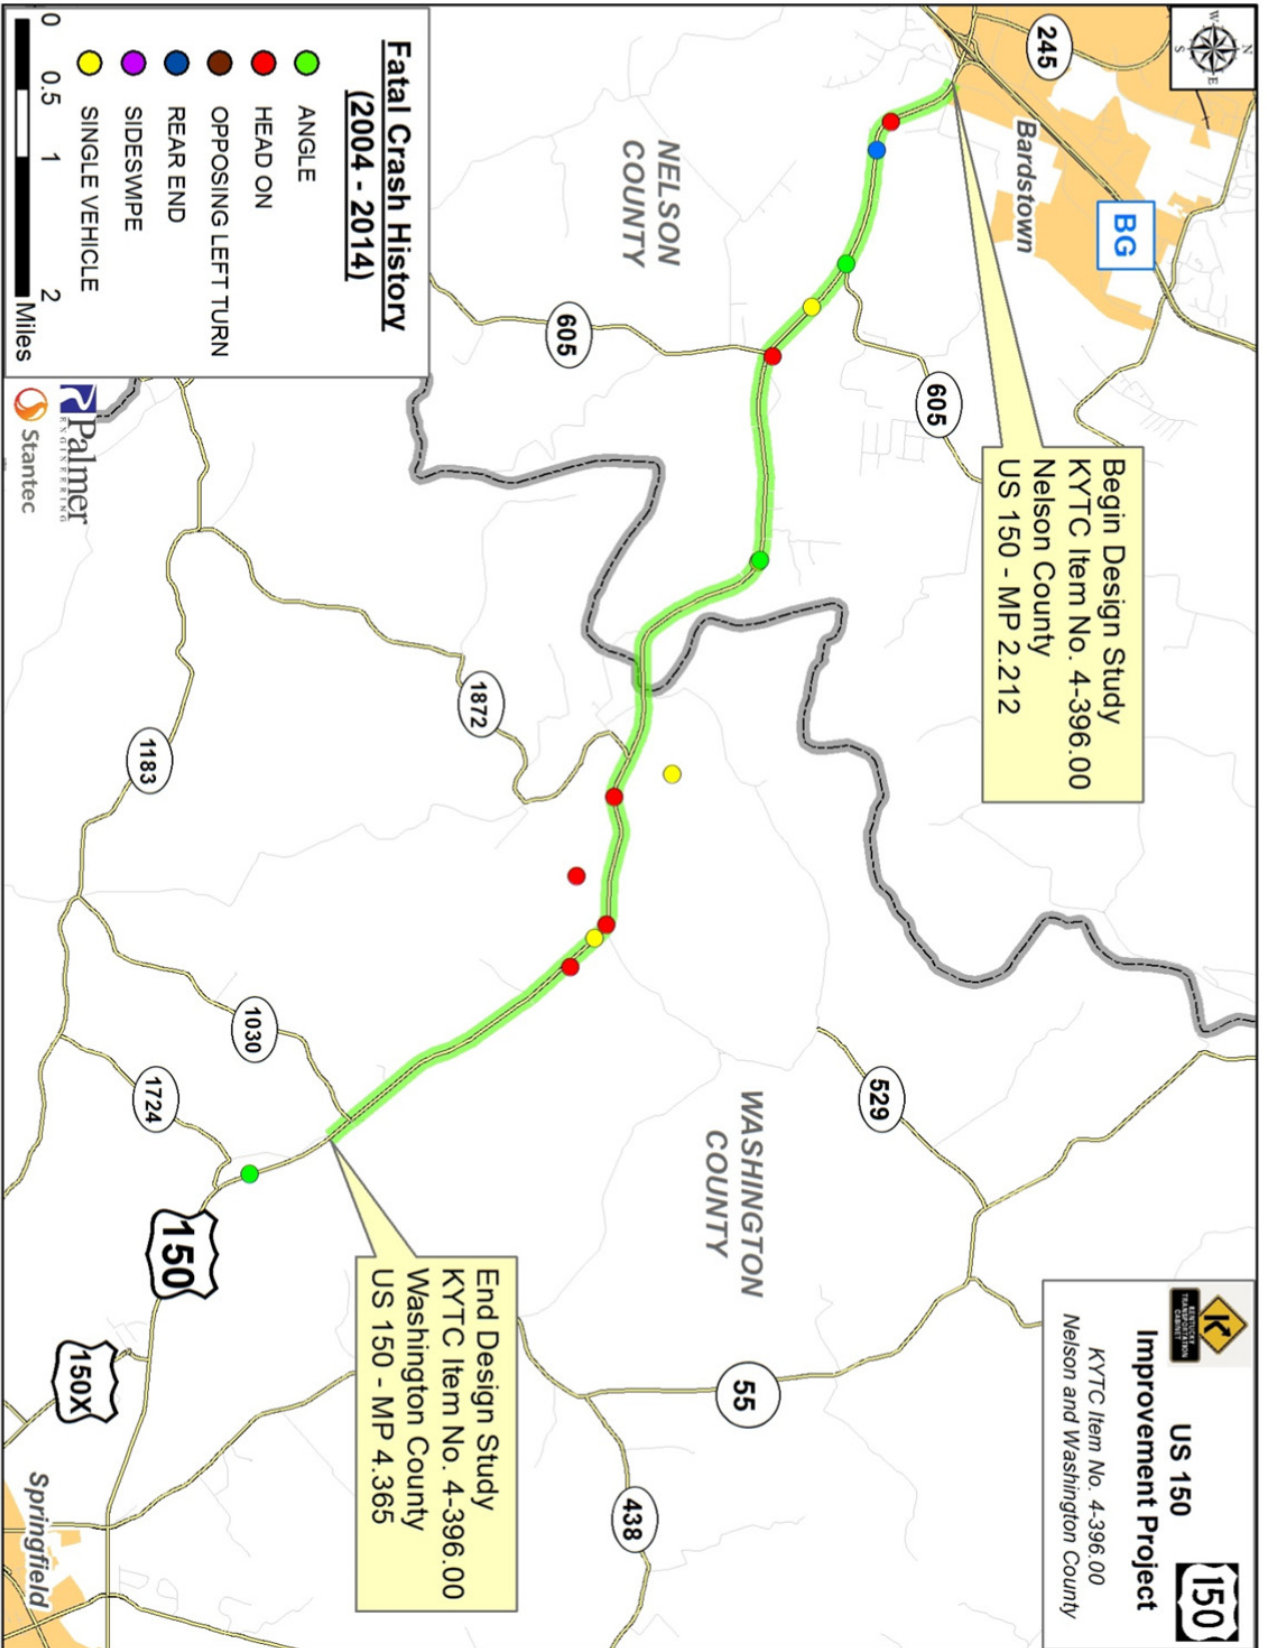 US 150
Improvement Project
KYTC Item No. 4-396.00
Nelson and Washington County
KENTUCKY
TRANSPORTATION
CABINET
150
N
W
E
S
245
Bardstown
BG
Begin Design Study
KYTC Item No. 4-396.00
Nelson County
US 150 - MP 2.212
605
NELSON
COUNTY
605
529
WASHINGTON
COUNTY
55
438
1872
End Design Study
KYTC Item No. 4-396.00
Washington County
US 150 - MP 4.365
1183
1030
1724
150
150X
Springfield
Fatal Crash History
(2004 - 2014)
ANGLE
HEAD ON
OPPOSING LEFT TURN
REAR END
SIDESWIPE
SINGLE VEHICLE
0 0.5 1 2
Miles
Palmer
ENGINEERING
Stantec